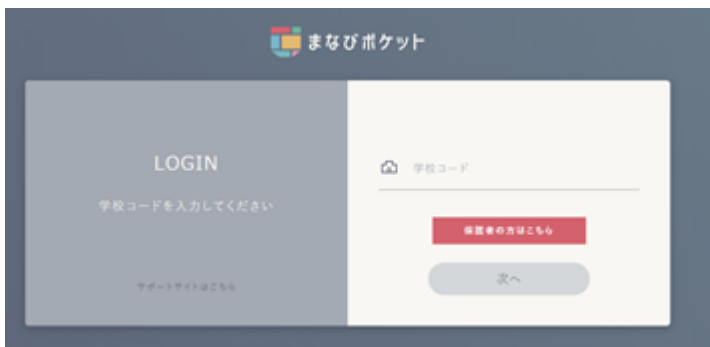 まなびポケット
LOGIN
学校コードを入力してください
サポートサイトはこちら
学校コード
保護者の方はこちら
次へ